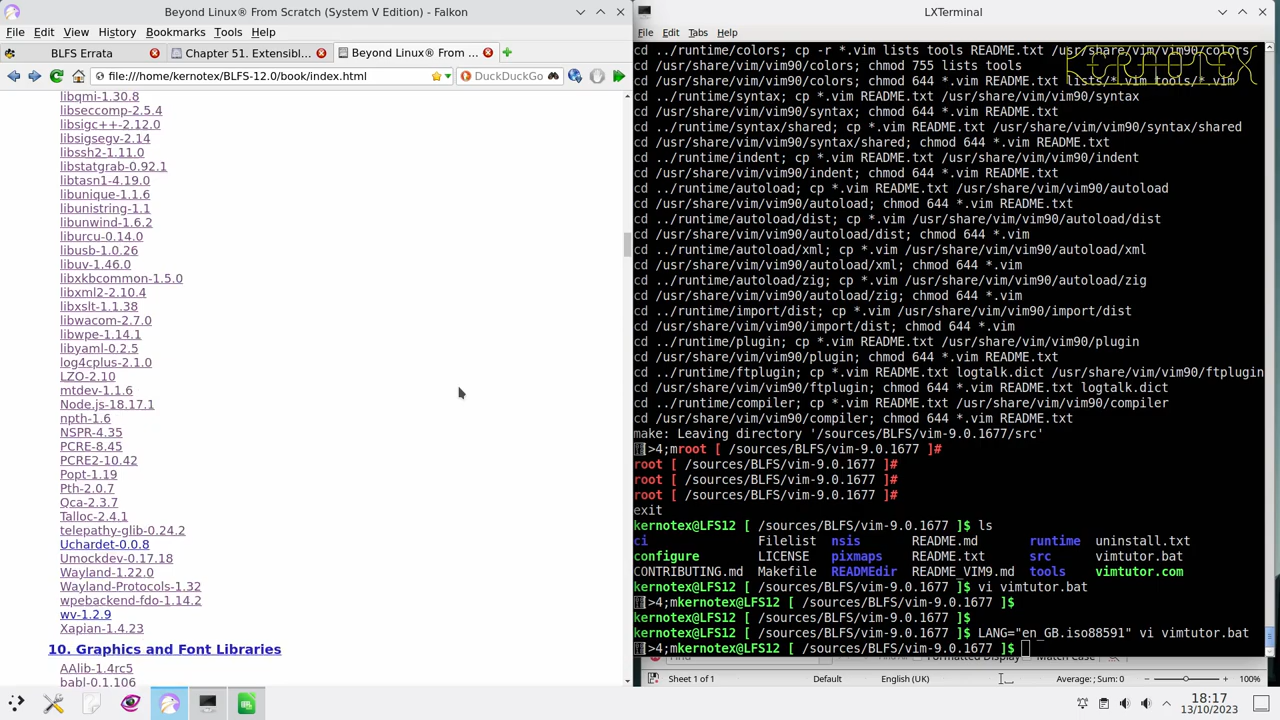 Beyond Linux® From Scratch (System V Edition) - Falkon
File Edit View History Bookmarks Tools Help
BLFS Errata
Chapter 51. Extensibl...
Beyond Linux® From ...
file:///home/kernotex/BLFS-12.0/book/index.html
DuckDuckGo
libqmi-1.30.8
libseccomp-2.5.4
libsigc++-2.12.0
libsigsegv-2.14
libssh2-1.11.0
libstatgrab-0.92.1
libtasn1-4.19.0
libunique-1.1.6
libunistring-1.1
libunwind-1.6.2
liburcu-0.14.0
libusb-1.0.26
libuv-1.46.0
libxkbcommon-1.5.0
libxml2-2.10.4
libxslt-1.1.38
libwacom-2.7.0
libwpe-1.14.1
libyaml-0.2.5
log4cplus-2.1.0
LZO-2.10
mtdev-1.1.6
Node.js-18.17.1
npth-1.6
NSPR-4.35
PCRE-8.45
PCRE2-10.42
Popt-1.19
Pth-2.0.7
Qca-2.3.7
Talloc-2.4.1
telepathy-glib-0.24.2
Uchardet-0.0.8
Umockdev-0.17.18
Wayland-1.22.0
Wayland-Protocols-1.32
wpebackend-fdo-1.14.2
wv-1.2.9
Xapian-1.4.23
10. Graphics and Font Libraries
AAlib-1.4rc5
babl-0.1.106
LXTerminal
File Edit Tabs Help
KERNOTEX
cd ../runtime/colors; cp -r *.vim lists tools README.txt /usr/share/vim/vim90/colors
cd /usr/share/vim/vim90/colors; chmod 755 lists tools
cd /usr/share/vim/vim90/colors; chmod 644 *.vim README.txt lists/*.vim tools/*.vim
cd ../runtime/syntax; cp *.vim README.txt /usr/share/vim/vim90/syntax
cd /usr/share/vim/vim90/syntax; chmod 644 *.vim README.txt
cd ../runtime/syntax/shared; cp *.vim README.txt /usr/share/vim/vim90/syntax/shared
cd /usr/share/vim/vim90/syntax/shared; chmod 644 *.vim README.txt
cd ../runtime/indent; cp *.vim README.txt /usr/share/vim/vim90/indent
cd /usr/share/vim/vim90/indent; chmod 644 *.vim README.txt
cd ../runtime/autoload; cp *.vim README.txt /usr/share/vim/vim90/autoload
cd /usr/share/vim/vim90/autoload; chmod 644 *.vim README.txt
cd ../runtime/autoload/dist; cp *.vim /usr/share/vim/vim90/autoload/dist
cd /usr/share/vim/vim90/autoload/dist; chmod 644 *.vim
cd ../runtime/autoload/xml; cp *.vim /usr/share/vim/vim90/autoload/xml
cd /usr/share/vim/vim90/autoload/xml; chmod 644 *.vim
cd ../runtime/autoload/zig; cp *.vim /usr/share/vim/vim90/autoload/zig
cd /usr/share/vim/vim90/autoload/zig; chmod 644 *.vim
cd ../runtime/import/dist; cp *.vim /usr/share/vim/vim90/import/dist
cd /usr/share/vim/vim90/import/dist; chmod 644 *.vim
cd ../runtime/plugin; cp *.vim README.txt /usr/share/vim/vim90/plugin
cd /usr/share/vim/vim90/plugin; chmod 644 *.vim README.txt
cd ../runtime/ftplugin; cp *.vim README.txt logtalk.dict /usr/share/vim/vim90/ftplugin
cd /usr/share/vim/vim90/ftplugin; chmod 644 *.vim README.txt logtalk.dict
cd ../runtime/compiler; cp *.vim README.txt /usr/share/vim/vim90/compiler
cd /usr/share/vim/vim90/compiler; chmod 644 *.vim README.txt
make: Leaving directory '/sources/BLFS/vim-9.0.1677/src'
[>4;mroot [ /sources/BLFS/vim-9.0.1677 ]#
root [ /sources/BLFS/vim-9.0.1677 ]#
root [ /sources/BLFS/vim-9.0.1677 ]#
root [ /sources/BLFS/vim-9.0.1677 ]#
exit
kernotex@LFS12 [ /sources/BLFS/vim-9.0.1677 ]$ ls
ci Filelist nsis README.md runtime uninstall.txt
configure LICENSE pixmaps README.txt src vimtutor.bat
CONTRIBUTING.md Makefile READMEdir README_VIM9.md tools vimtutor.com
kernotex@LFS12 [ /sources/BLFS/vim-9.0.1677 ]$ vi vimtutor.bat
[>4;mkernotex@LFS12 [ /sources/BLFS/vim-9.0.1677 ]$
kernotex@LFS12 [ /sources/BLFS/vim-9.0.1677 ]$
kernotex@LFS12 [ /sources/BLFS/vim-9.0.1677 ]$ LANG="en_GB.iso88591" vi vimtutor.bat
[>4;mkernotex@LFS12 [ /sources/BLFS/vim-9.0.1677 ]$
Find Formatted Display Match Case
Sheet 1 of 1 Default English (UK) Average: ; Sum: 0 100%
18:17
13/10/2023